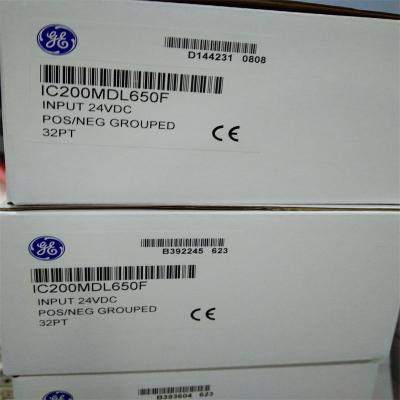 GE
D144231 0808
IC200MDL650F
INPUT 24VDC
POS/NEG GROUPED
32PT
CE
GE
B392245 623
IC200MDL650F
INPUT 24VDC
POS/NEG GROUPED
32PT
CE
GE
B393604 623